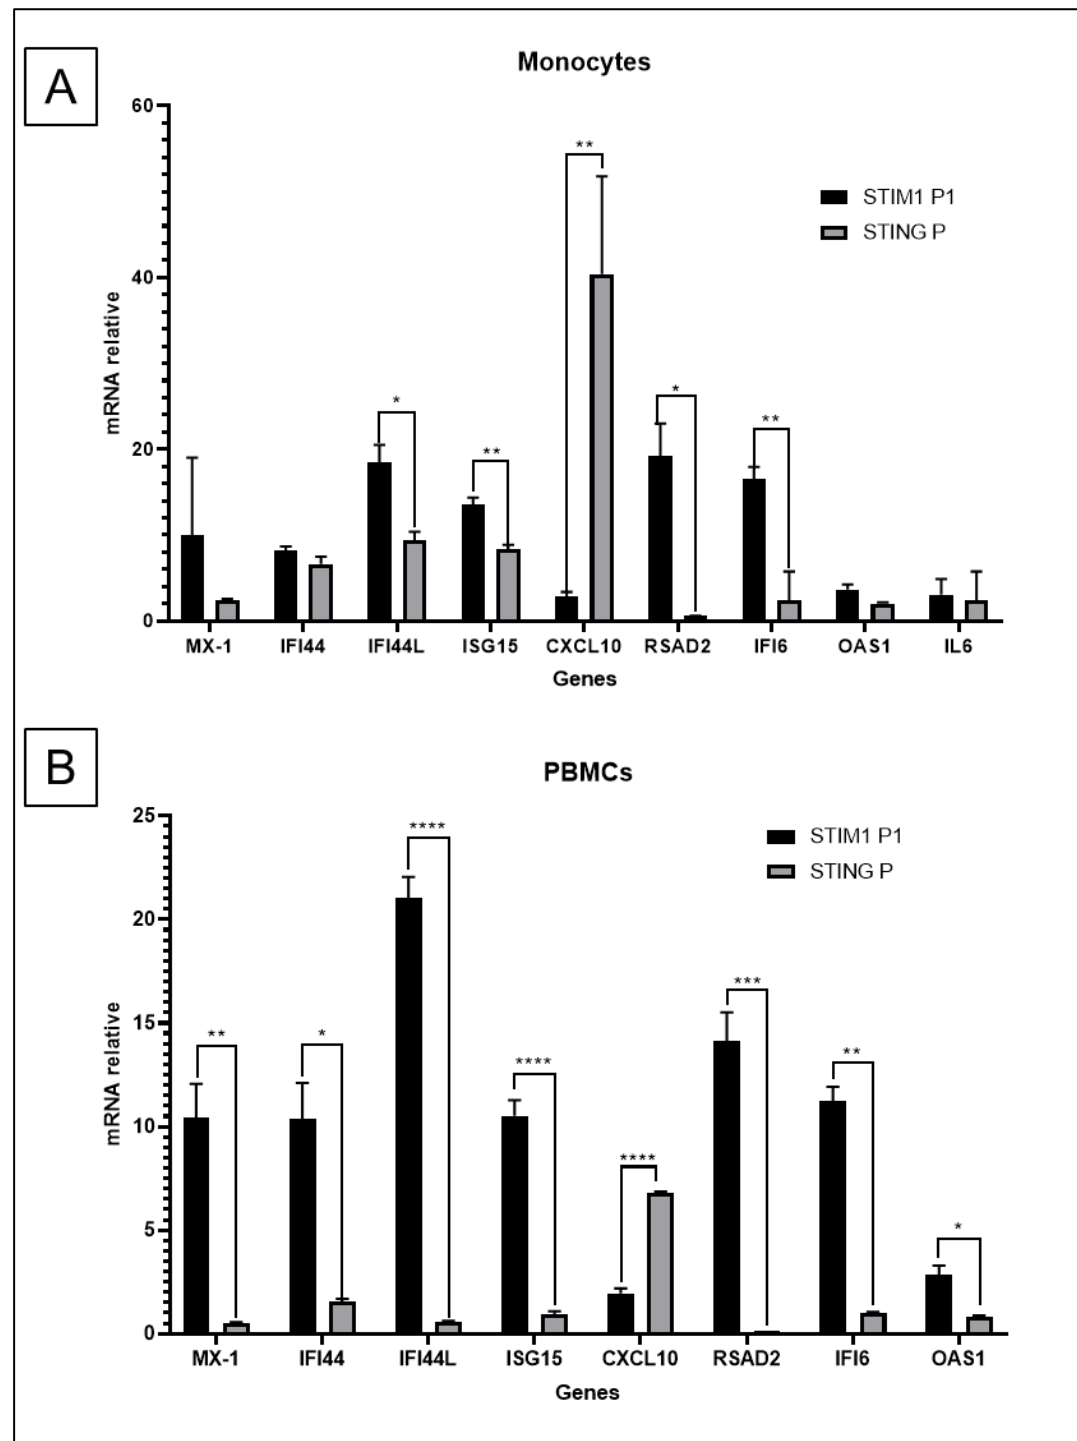 A
Monocytes
60
40
20
0
mRNA relative
STIM1 P1
STING P
*
**
**
*
**
MX-1 IFI44 IFI44L ISG15 CXCL10 RSAD2 IFI6 OAS1 IL6
Genes
B
PBMCs
25
20
15
10
5
0
mRNA relative
STIM1 P1
STING P
**
*
****
****
****
***
**
*
MX-1 IFI44 IFI44L ISG15 CXCL10 RSAD2 IFI6 OAS1
Genes